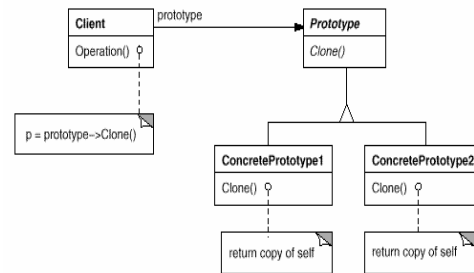 Client
prototype
Prototype
Operation()
Clone()
p = prototype->Clone()
ConcretePrototype1
ConcretePrototype2
Clone()
Clone()
return copy of self
return copy of self